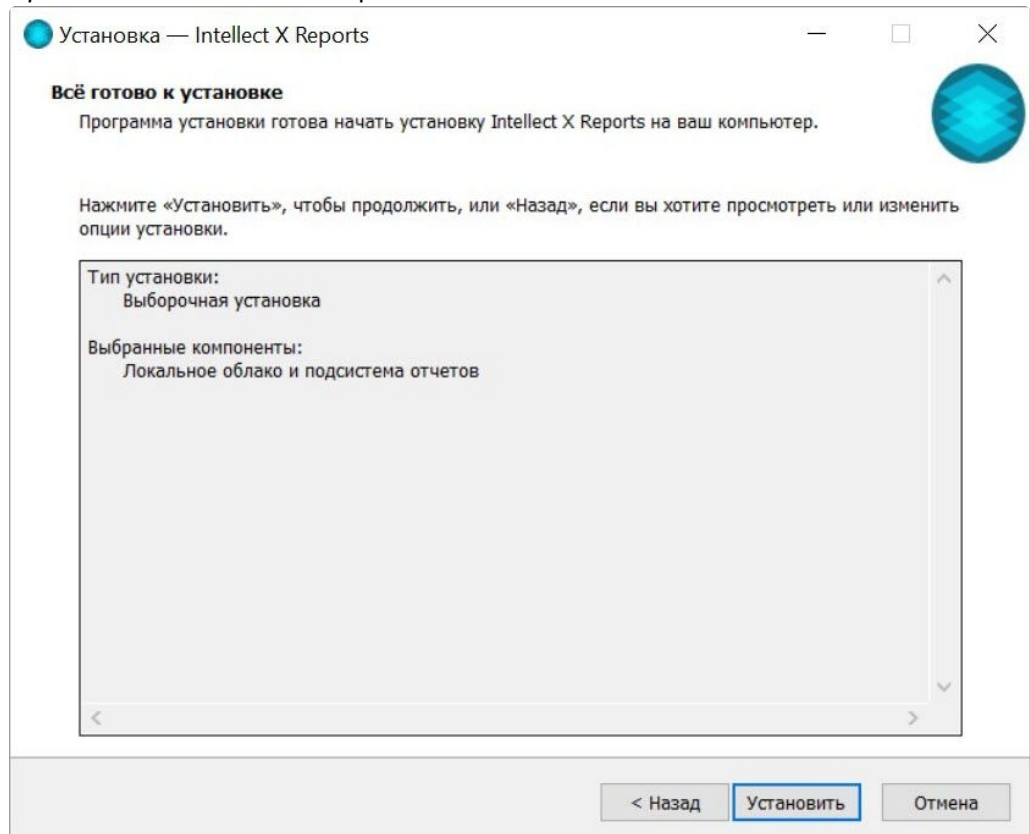 Установка — Intellect X Reports
Всё готово к установке
Программа установки готова начать установку Intellect X Reports на ваш компьютер.
Нажмите «Установить», чтобы продолжить, или «Назад», если вы хотите просмотреть или изменить
опции установки.
Тип установки:
Выборочная установка
Выбранные компоненты:
Локальное облако и подсистема отчетов
< Назад
Установить
Отмена